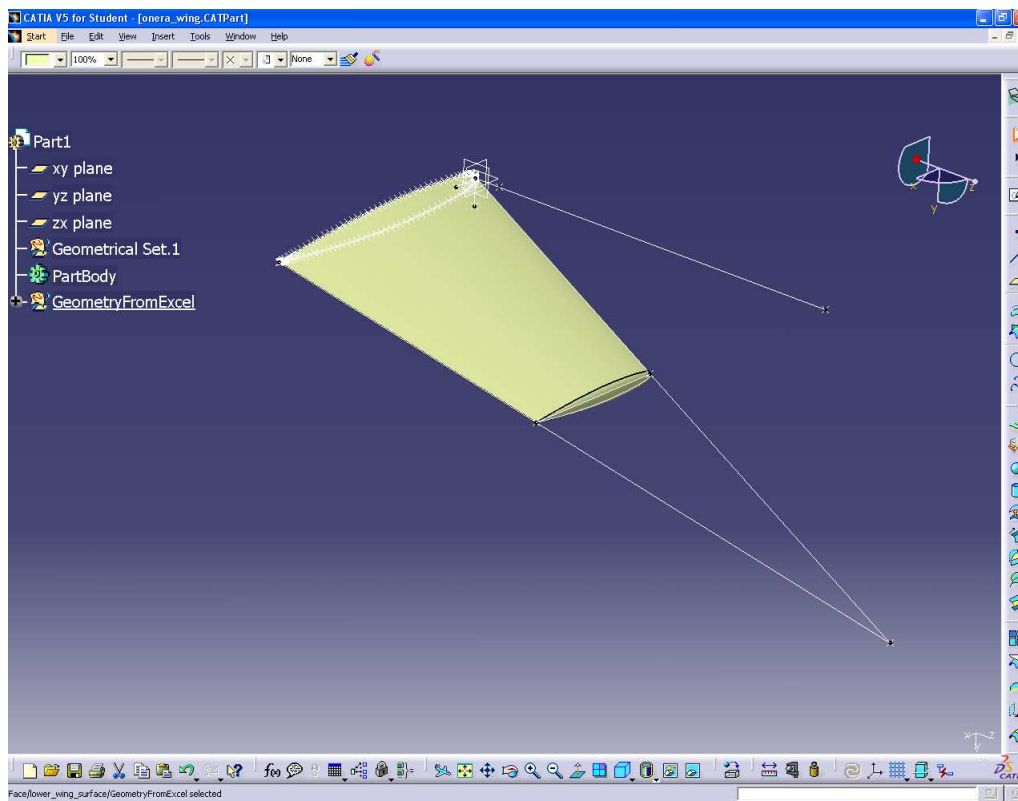 CATIA V5 for Student - [onera_wing.CATPart]
Start File Edit View Insert Tools Window Help
100% None
Part1
xy plane
yz plane
zx plane
Geometrical Set.1
PartBody
GeometryFromExcel
x z
y
x z
y
f(x)
CATI
Face/lower_wing_surface/GeometryFromExcel selected